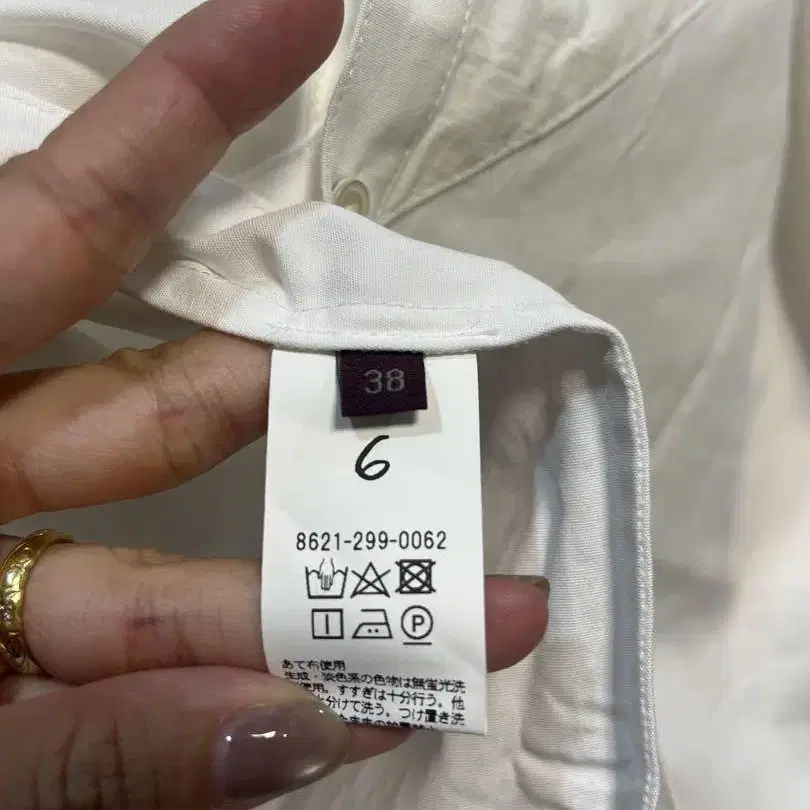 38
6
8621-299-0062
P
あて布使用
生成・淡色系の色物は無蛍光洗
使用。すすぎは十分行う。他
分けて洗う。つけ置き洗